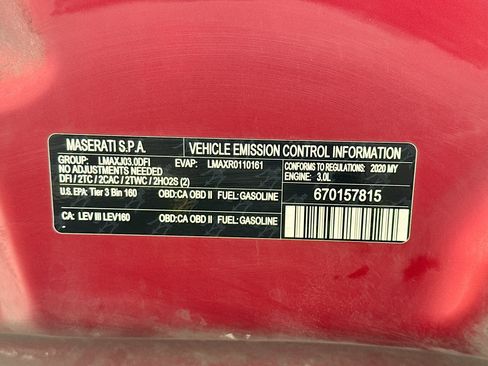 MASERATI S.P.A. VEHICLE EMISSION CONTROL INFORMATION
GROUP: LMAXJ03.0DFI EVAP: LMAXR0110161 CONFORMS TO REGULATIONS: 2020 MY
NO ADJUSTMENTS NEEDED ENGINE: 3.0L
DFI / 2TC / 2CAC / 2TWC / 2HO2S (2)
U.S. EPA: Tier 3 Bin 160 OBD:CA OBD II FUEL:GASOLINE 670157815
CA: LEV III LEV160 OBD:CA OBD II FUEL:GASOLINE